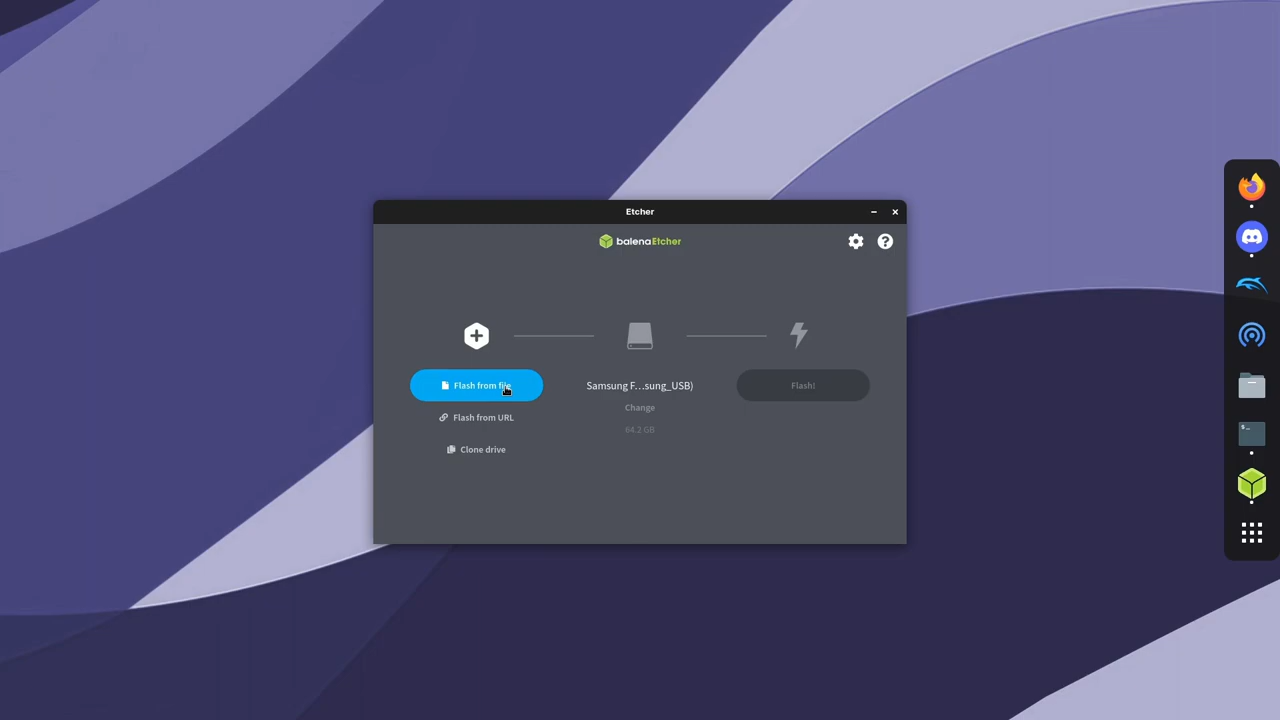 Etcher
balenaEtcher
Flash from file
Samsung F...sung_USB)
Flash!
Change
Flash from URL
64.2 GB
Clone drive